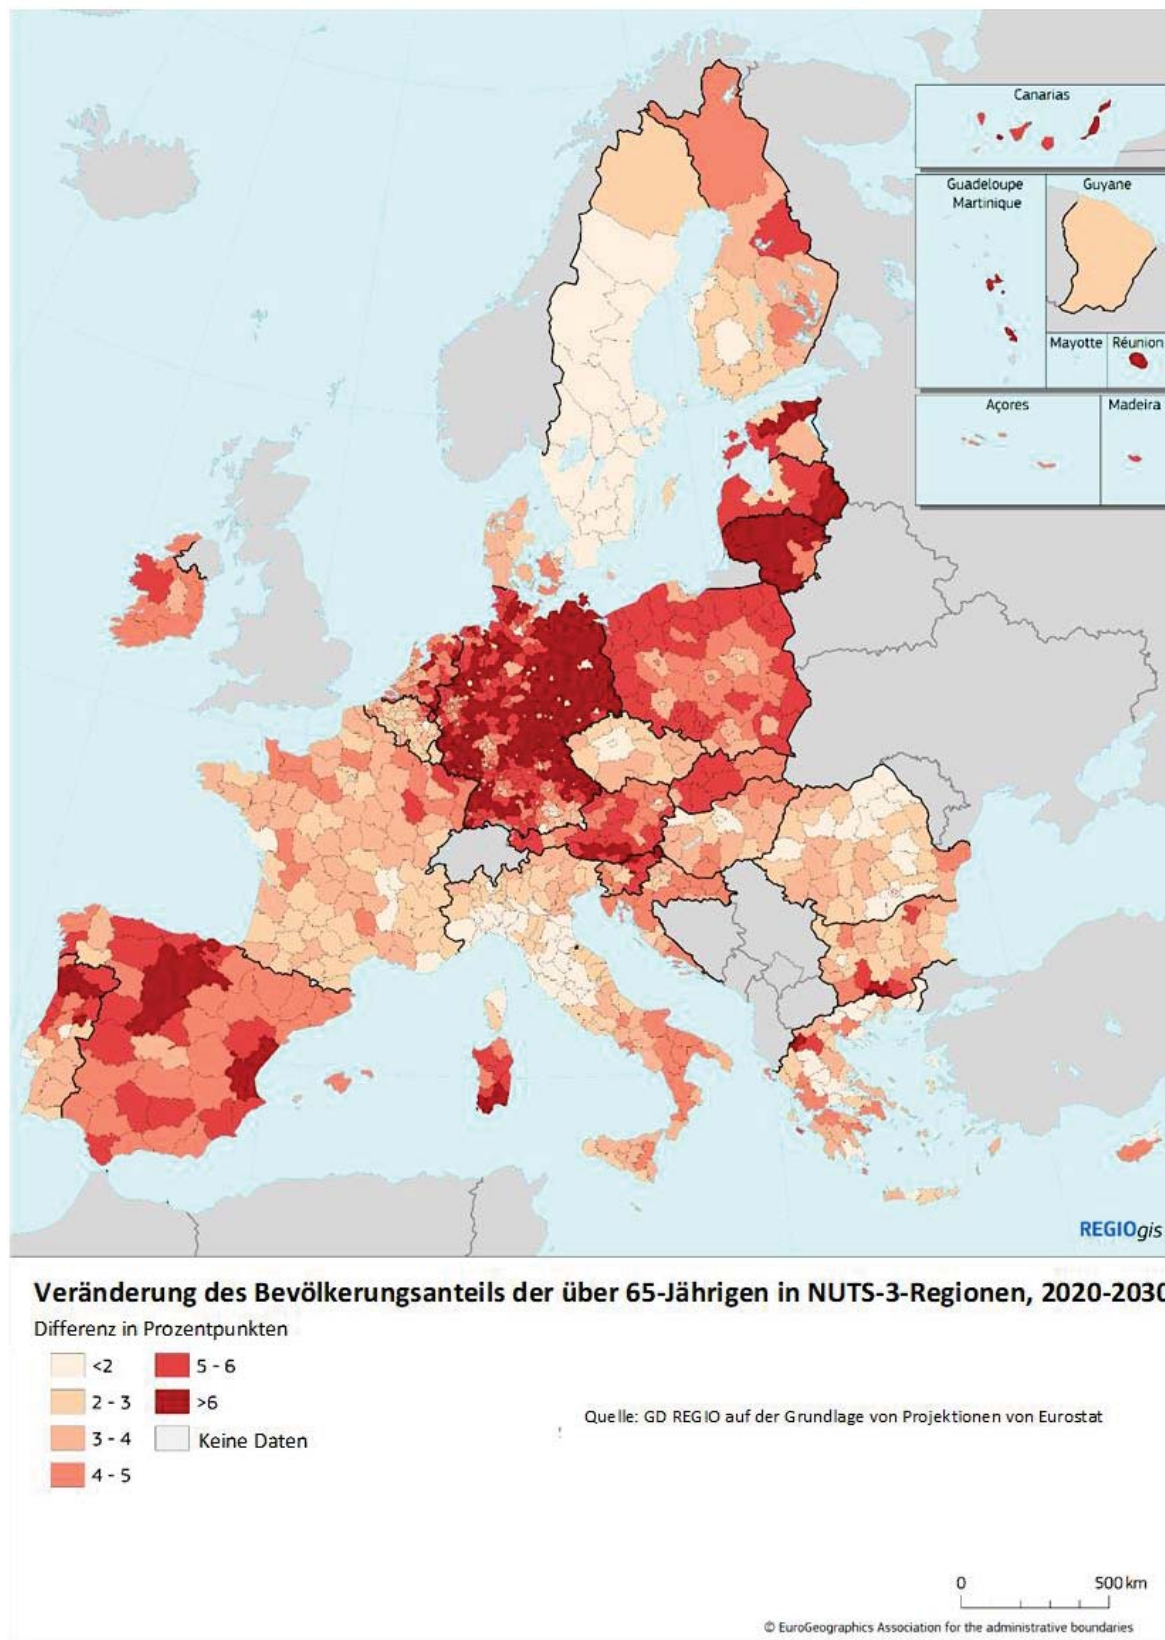 Canarias
Guadeloupe
Martinique
Guyane
Mayotte
Réunion
Açores
Madeira
REGIOgis
Veränderung des Bevölkerungsanteils der über 65-Jährigen in NUTS-3-Regionen, 2020-2030
Differenz in Prozentpunkten
<2
5 - 6
2 - 3
>6
3 - 4
Keine Daten
4 - 5
Quelle: GD REGIO auf der Grundlage von Projektionen von Eurostat
0 500 km
© EuroGeographics Association for the administrative boundaries